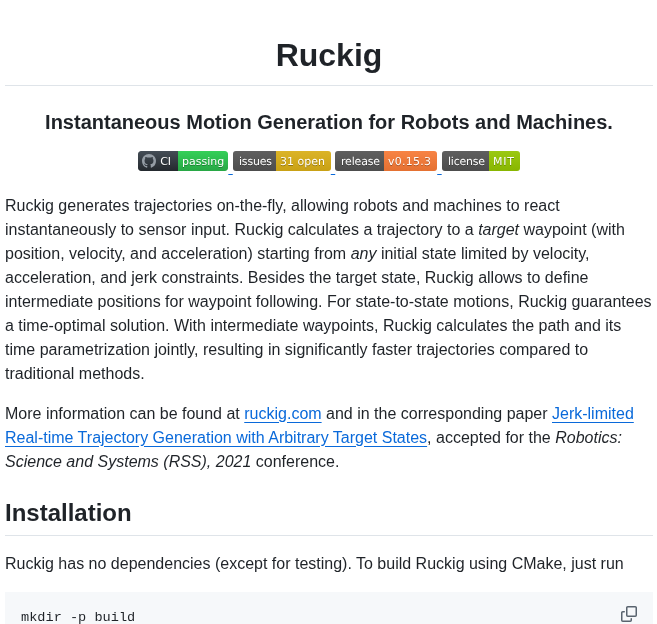 Ruckig
Instantaneous Motion Generation for Robots and Machines.
CI passing issues 31 open release v0.15.3 license MIT
Ruckig generates trajectories on-the-fly, allowing robots and machines to react
instantaneously to sensor input. Ruckig calculates a trajectory to a target waypoint (with
position, velocity, and acceleration) starting from any initial state limited by velocity,
acceleration, and jerk constraints. Besides the target state, Ruckig allows to define
intermediate positions for waypoint following. For state-to-state motions, Ruckig guarantees
a time-optimal solution. With intermediate waypoints, Ruckig calculates the path and its
time parametrization jointly, resulting in significantly faster trajectories compared to
traditional methods.
More information can be found at ruckig.com and in the corresponding paper Jerk-limited
Real-time Trajectory Generation with Arbitrary Target States, accepted for the Robotics:
Science and Systems (RSS), 2021 conference.
Installation
Ruckig has no dependencies (except for testing). To build Ruckig using CMake, just run
mkdir -p build